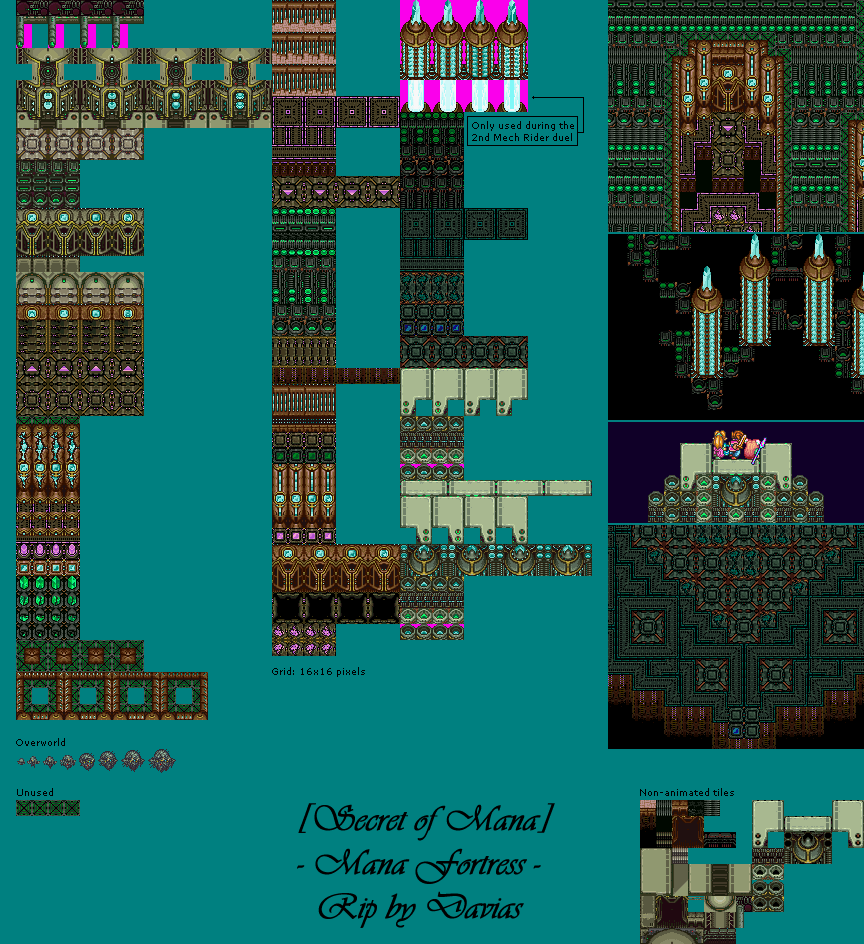 Only used during the
2nd Mech Rider duel
Grid: 16x16 pixels
Overworld
Unused
Non-animated tiles
[Secret of Mana]
- Mana Fortress -
Rip by Davias